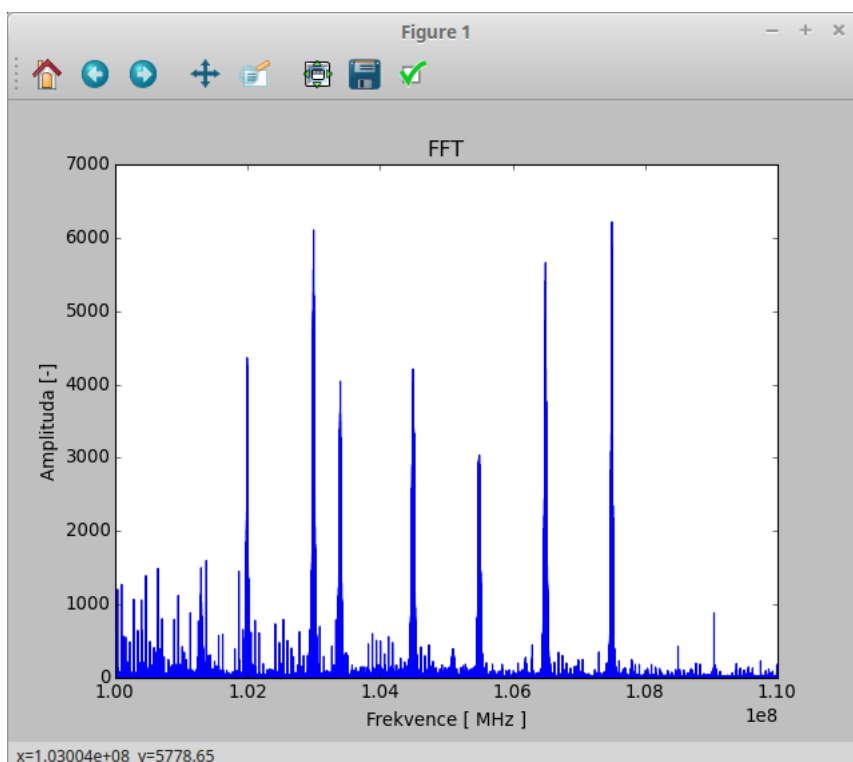 Figure 1
FFT
7000
6000
5000
4000
3000
2000
1000
0
Amplituda [-]
1.00 1.02 1.04 1.06 1.08 1.10
1e8
Frekvence [ MHz ]
x=1.03004e+08 y=5778.65